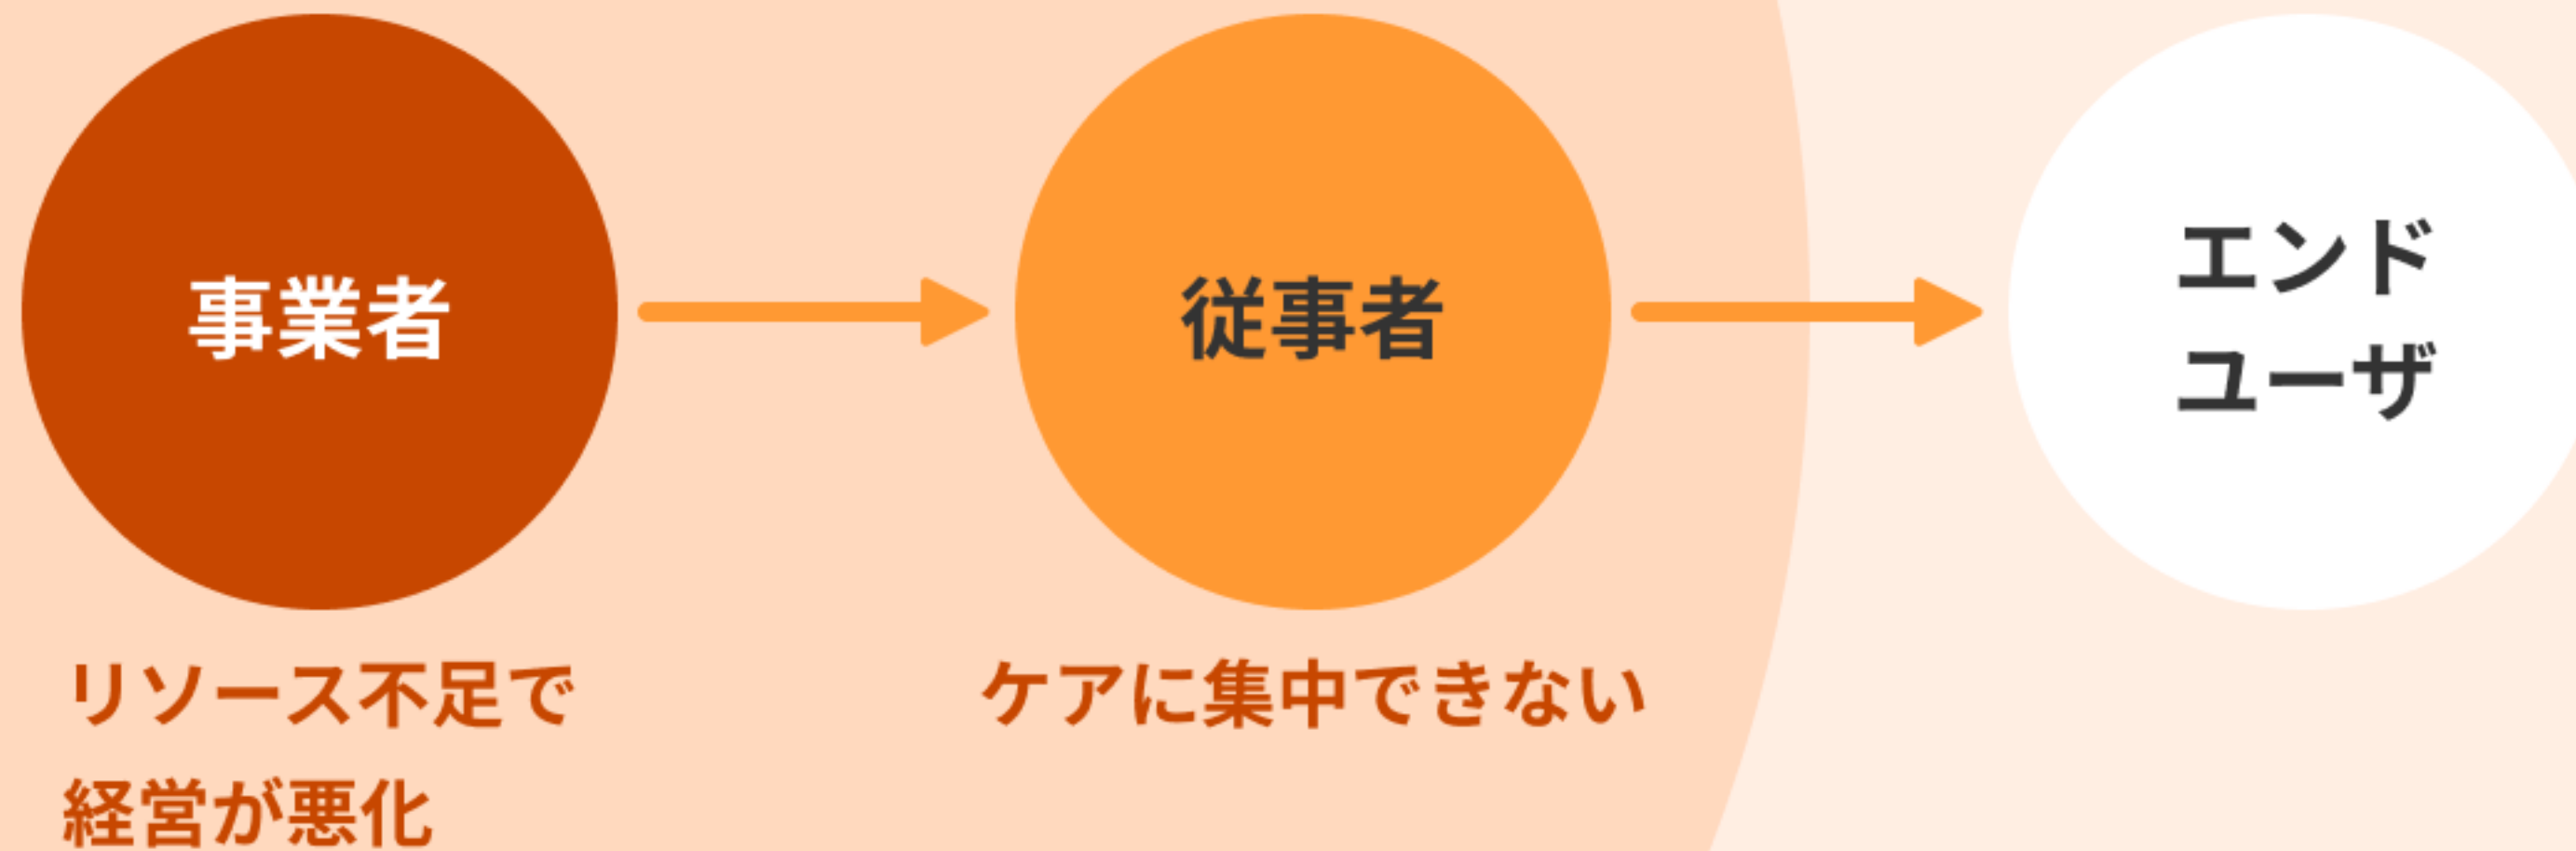 事業者
従事者
エンド
ユーザ
リソース不足で
経営が悪化
ケアに集中できない